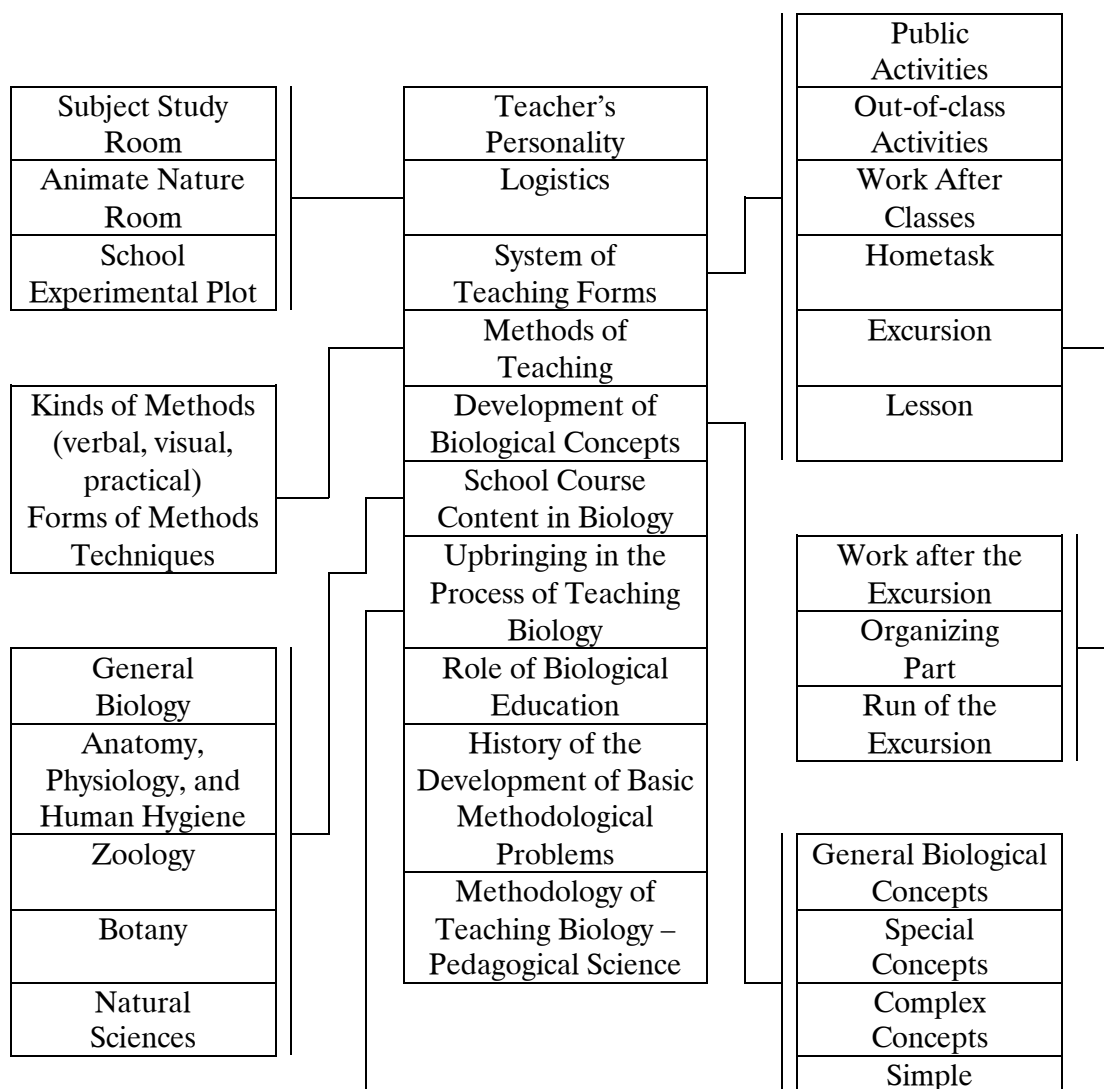 Subject Study
Room
Animate Nature
Room
School
Experimental Plot
Kinds of Methods
(verbal, visual,
practical)
Forms of Methods
Techniques
General
Biology
Anatomy,
Physiology, and
Human Hygiene
Zoology
Botany
Natural
Sciences
Teacher’s
Personality
Logistics
System of
Teaching Forms
Methods of
Teaching
Development of
Biological Concepts
School Course
Content in Biology
Upbringing in the
Process of Teaching
Biology
Role of Biological
Education
History of the
Development of Basic
Methodological
Problems
Methodology of
Teaching Biology –
Pedagogical Science
Public
Activities
Out-of-class
Activities
Work After
Classes
Hometask
Excursion
Lesson
Work after the
Excursion
Organizing
Part
Run of the
Excursion
General Biological
Concepts
Special
Concepts
Complex
Concepts
Simple